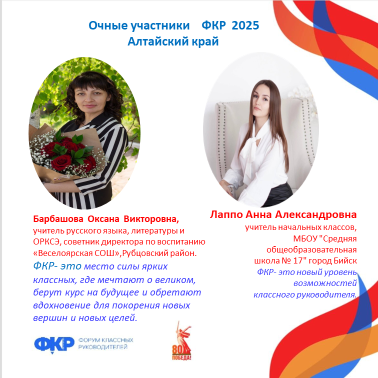 Очные участники ФКР 2025
Алтайский край
Барбашова Оксана Викторовна,
учитель русского языка, литературы и
ОРКСЭ, советник директора по воспитанию
«Веселоярская СОШ»,Рубцовский район.
ФКР- это место силы ярких
классных, где мечтают о великом,
берут курс на будущее и обретают
вдохновение для покорения новых
вершин и новых целей.
Лаппо Анна Александровна
учитель начальных классов,
МБОУ "Средняя
общеобразовательная
школа № 17" город Бийск
ФКР- это новый уровень
возможностей
классного руководителя.
ФКР
ФОРУМ КЛАССНЫХ
РУКОВОДИТЕЛЕЙ
80
ПОБЕДА!